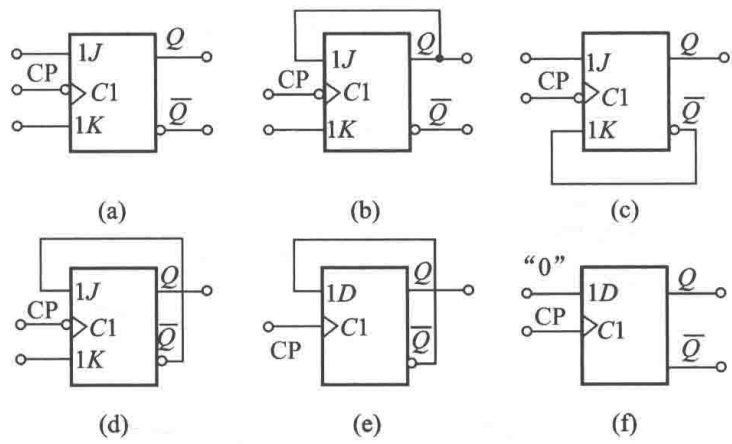 Q Q Q
1J 1J 1J
CP C1 CP C1 CP C1
Q̅ Q̅ Q̅
1K 1K 1K
(a) (b) (c)
"0"
1J Q 1D Q 1D Q
CP C1 CP C1 CP C1
Q̅ Q̅ Q̅
1K
(d) (e) (f)